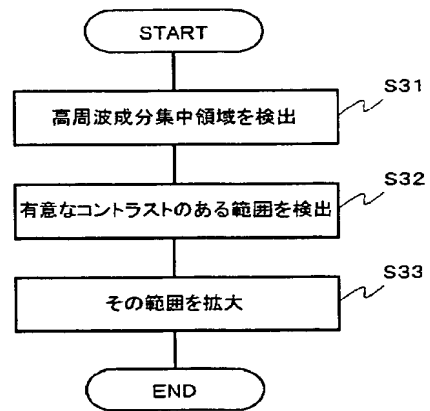 START
S31
高周波成分集中領域を検出
S32
有意なコントラストのある範囲を検出
S33
その範囲を拡大
END